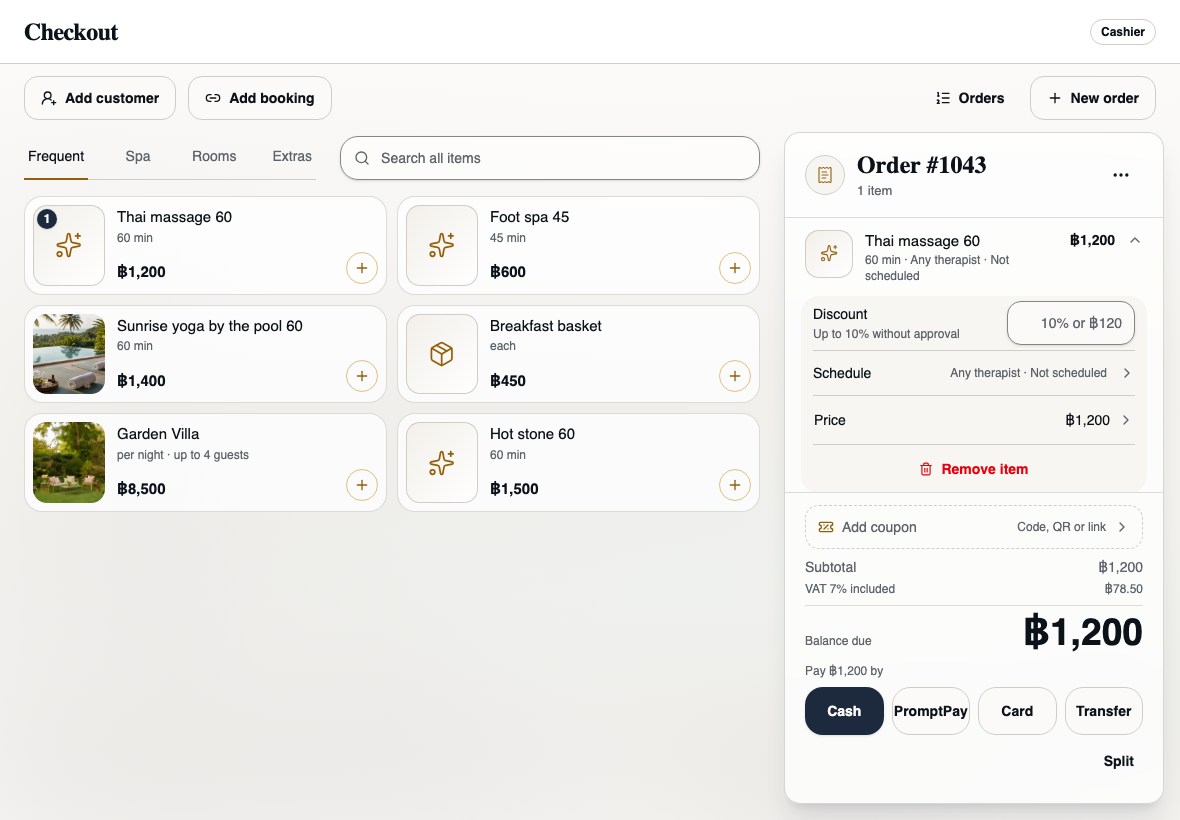 Checkout
Cashier
Add customer
Add booking
Orders
New order
Frequent
Spa
Rooms
Extras
Search all items
1
Thai massage 60
60 min
฿1,200
Foot spa 45
45 min
฿600
Sunrise yoga by the pool 60
60 min
฿1,400
Breakfast basket
each
฿450
Garden Villa
per night · up to 4 guests
฿8,500
Hot stone 60
60 min
฿1,500
Order #1043
1 item
Thai massage 60
฿1,200
60 min · Any therapist · Not
scheduled
Discount
Up to 10% without approval
10% or ฿120
Schedule
Any therapist · Not scheduled
Price
฿1,200
Remove item
Add coupon
Code, QR or link
Subtotal
฿1,200
VAT 7% included
฿78.50
Balance due
฿1,200
Pay ฿1,200 by
Cash
PromptPay
Card
Transfer
Split